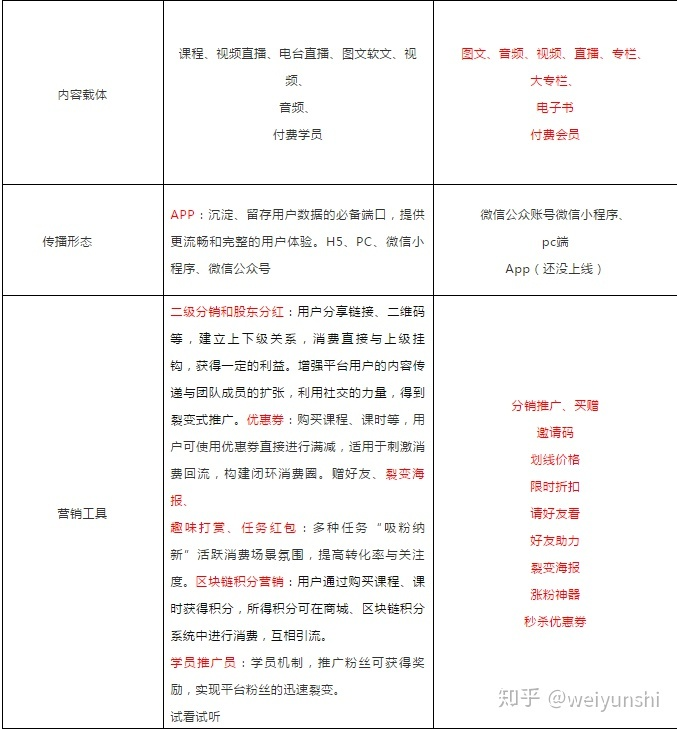 内容载体
课程、视频直播、电台直播、图文软文、视
频、
音频、
付费学员
图文、音频、视频、直播、专栏、
大专栏、
电子书
付费会员
传播形态
APP：沉淀、留存用户数据的必备端口，提供
更流畅和完整的用户体验。H5、PC、微信小
程序、微信公众号
微信公众账号微信小程序、
pc端
App（还没上线）
营销工具
二级分销和股东分红：用户分享链接、二维码
等，建立上下级关系，消费直接与上级挂
钩，获得一定的利益。增强平台用户的内容传
递与团队成员的扩张，利用社交的力量，得到
裂变式推广。优惠券：购买课程、课时等，用
户可使用优惠券直接进行满减，适用于刺激消
费回流，构建闭环消费圈。赠好友、裂变海
报、
趣味打赏、任务红包：多种任务“吸粉纳
新”活跃消费场景氛围，提高转化率与关注
度。区块链积分营销：用户通过购买课程、课
时获得积分，所得积分可在商城、区块链积分
系统中进行消费，互相引流。
学员推广员：学员机制，推广粉丝可获得奖
励，实现平台粉丝的迅速裂变。
试看试听
分销推广、买赠
邀请码
划线价格
限时折扣
请好友看
好友助力
裂变海报
涨粉神器
秒杀优惠券
知乎 @weiyunshi